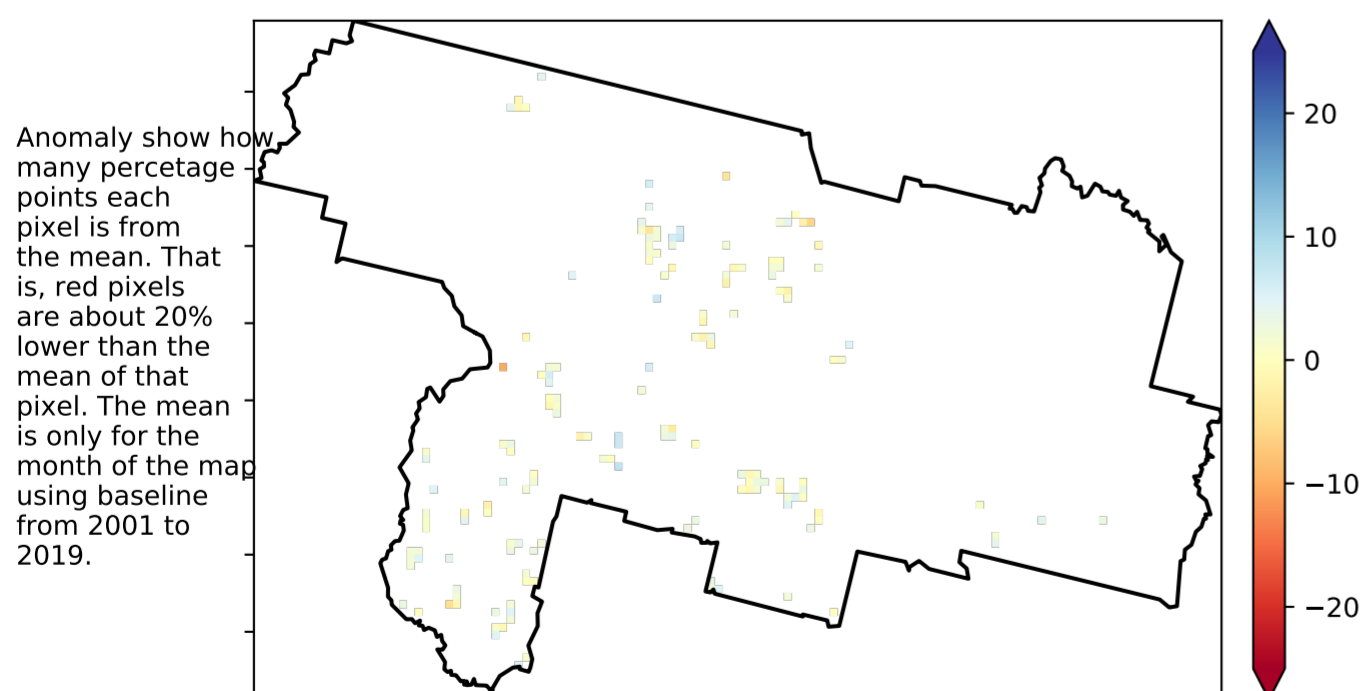 Anomaly show how
many percetage
points each
pixel is from
the mean. That
is, red pixels
are about 20%
lower than the
mean of that
pixel. The mean
is only for the
month of the map
using baseline
from 2001 to
2019.
20
10
0
−10
−20